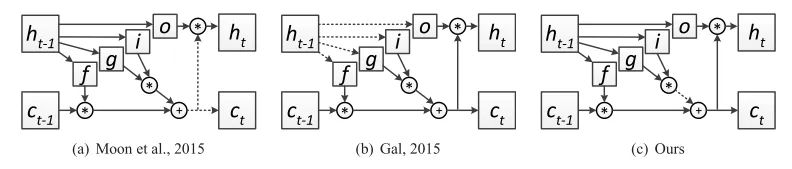 h_{t-1} o * h_t
i
g
f *
c_{t-1} * + c_t
(a) Moon et al., 2015
h_{t-1} o * h_t
i
g
f *
c_{t-1} * + c_t
(b) Gal, 2015
h_{t-1} o * h_t
i
g
f *
c_{t-1} * + c_t
(c) Ours